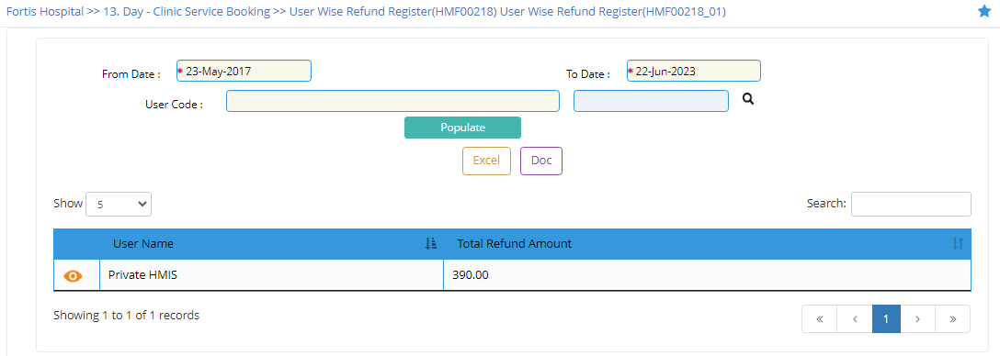 Fortis Hospital >> 13. Day - Clinic Service Booking >> User Wise Refund Register(HMF00218) User Wise Refund Register(HMF00218_01)
From Date : * 23-May-2017 To Date : * 22-Jun-2023
User Code :
Populate
Excel Doc
Show 5 Search:
User Name Total Refund Amount
Private HMIS 390.00
Showing 1 to 1 of 1 records « ‹ 1 › »